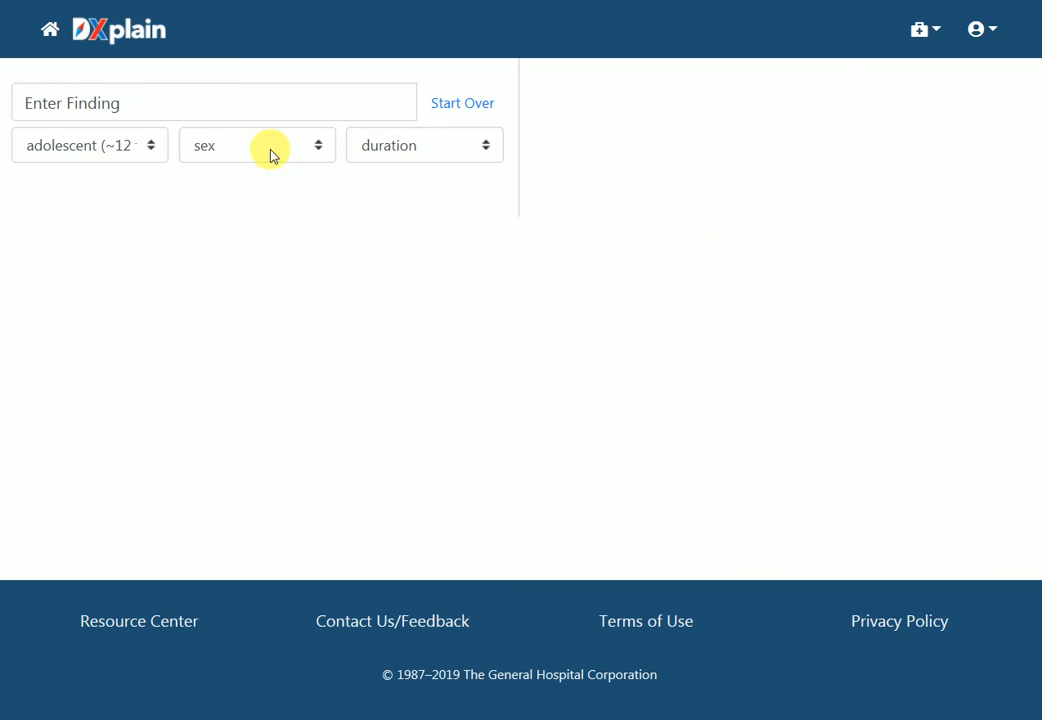 DXplain
Enter Finding
Start Over
adolescent (~12
sex
duration
Resource Center
Contact Us/Feedback
Terms of Use
Privacy Policy
© 1987–2019 The General Hospital Corporation